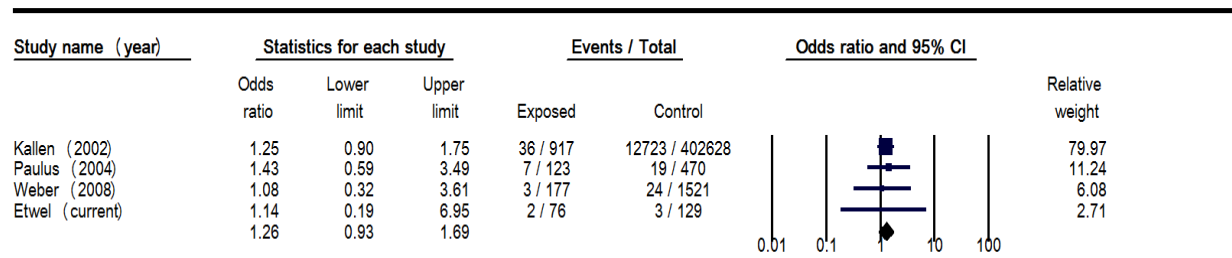 Study name (year) Statistics for each study Events / Total Odds ratio and 95% CI
Odds Lower Upper Relative
ratio limit limit Exposed Control weight
Kallen (2002) 1.25 0.90 1.75 36 / 917 12723 / 402628 79.97
Paulus (2004) 1.43 0.59 3.49 7 / 123 19 / 470 11.24
Weber (2008) 1.08 0.32 3.61 3 / 177 24 / 1521 6.08
Etwel (current) 1.14 0.19 6.95 2 / 76 3 / 129 2.71
1.26 0.93 1.69
0.01 0.1 1 10 100